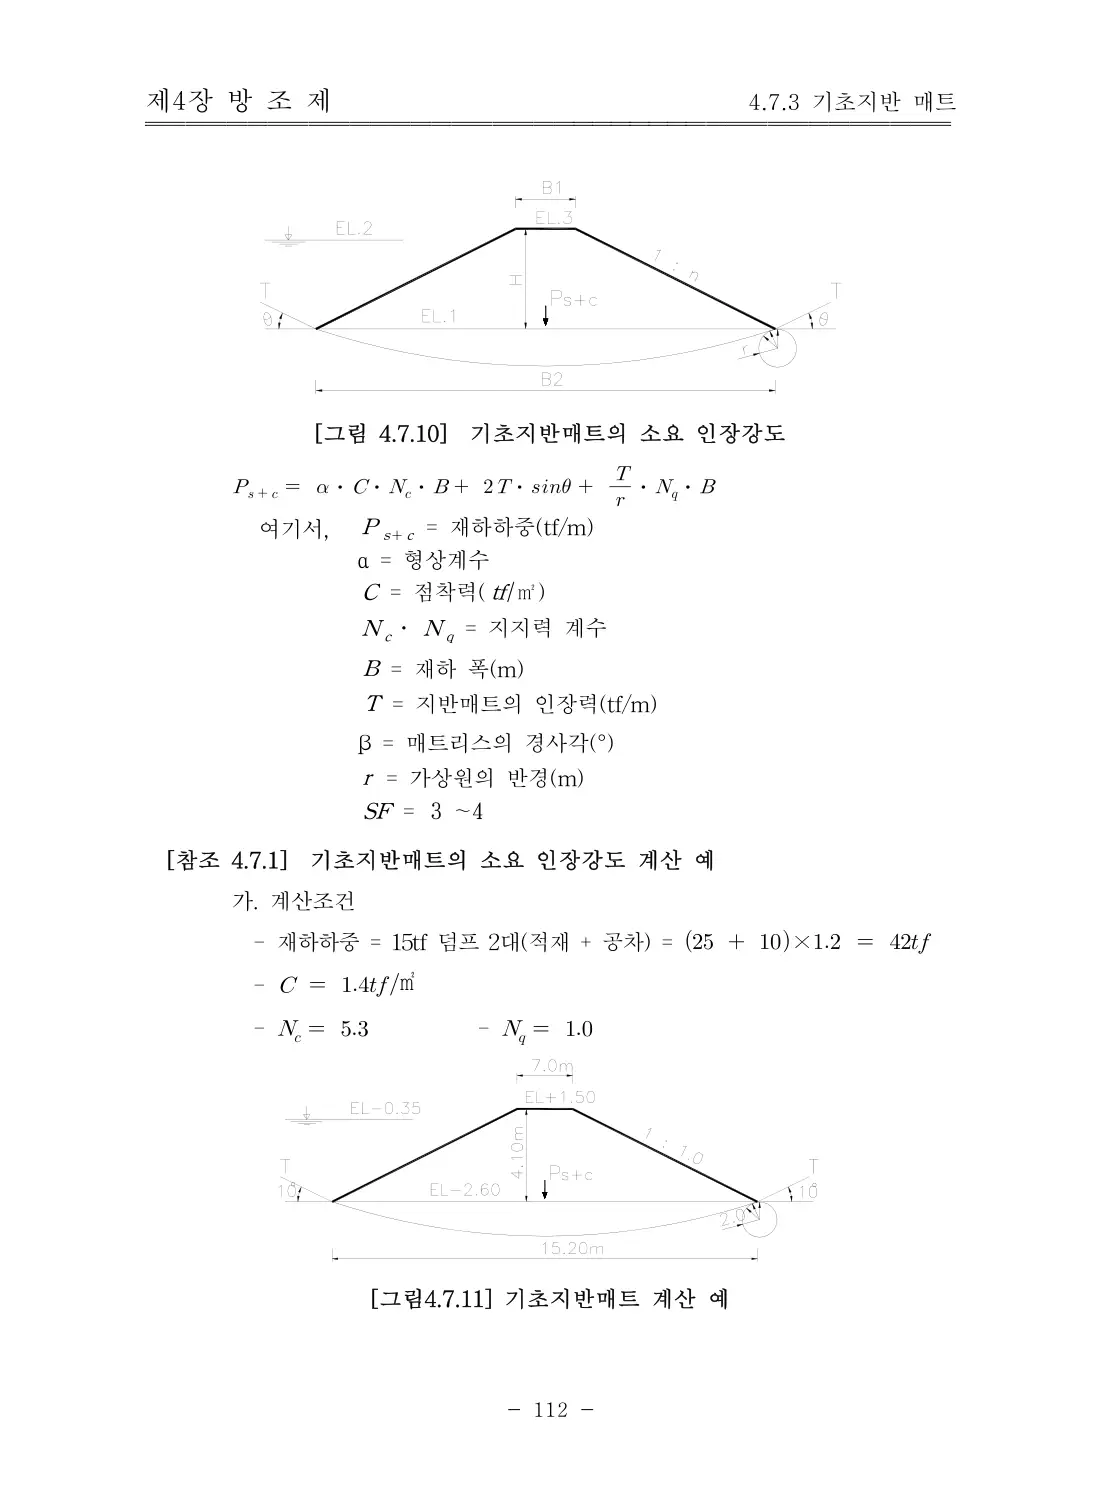 제4장 방 조 제 4.7.3 기초지반 매트
B1
EL.3
EL.2
1 : n
H
T T
Ps+c
θ EL.1 θ
r
B2
[그림 4.7.10] 기초지반매트의 소요 인장강도
P_{s+c} = α・C・N_c・B + 2T・sinθ + T/r・N_q・B
여기서, P_{s+c} = 재하하중(tf/m)
α = 형상계수
C = 점착력( tf/㎡)
N_c・ N_q = 지지력 계수
B = 재하 폭(m)
T = 지반매트의 인장력(tf/m)
β = 매트리스의 경사각(°)
r = 가상원의 반경(m)
SF = 3 ~4
[참조 4.7.1] 기초지반매트의 소요 인장강도 계산 예
가. 계산조건
- 재하하중 = 15tf 덤프 2대(적재 + 공차) = (25 + 10)×1.2 = 42tf
- C = 1.4tf/㎡
- N_c = 5.3 - N_q = 1.0
7.0m
EL+1.50
EL-0.35
4.10m
1 : 1.0
T T
Ps+c
10° EL-2.60 10°
2.0
15.20m
[그림4.7.11] 기초지반매트 계산 예
- 112 -